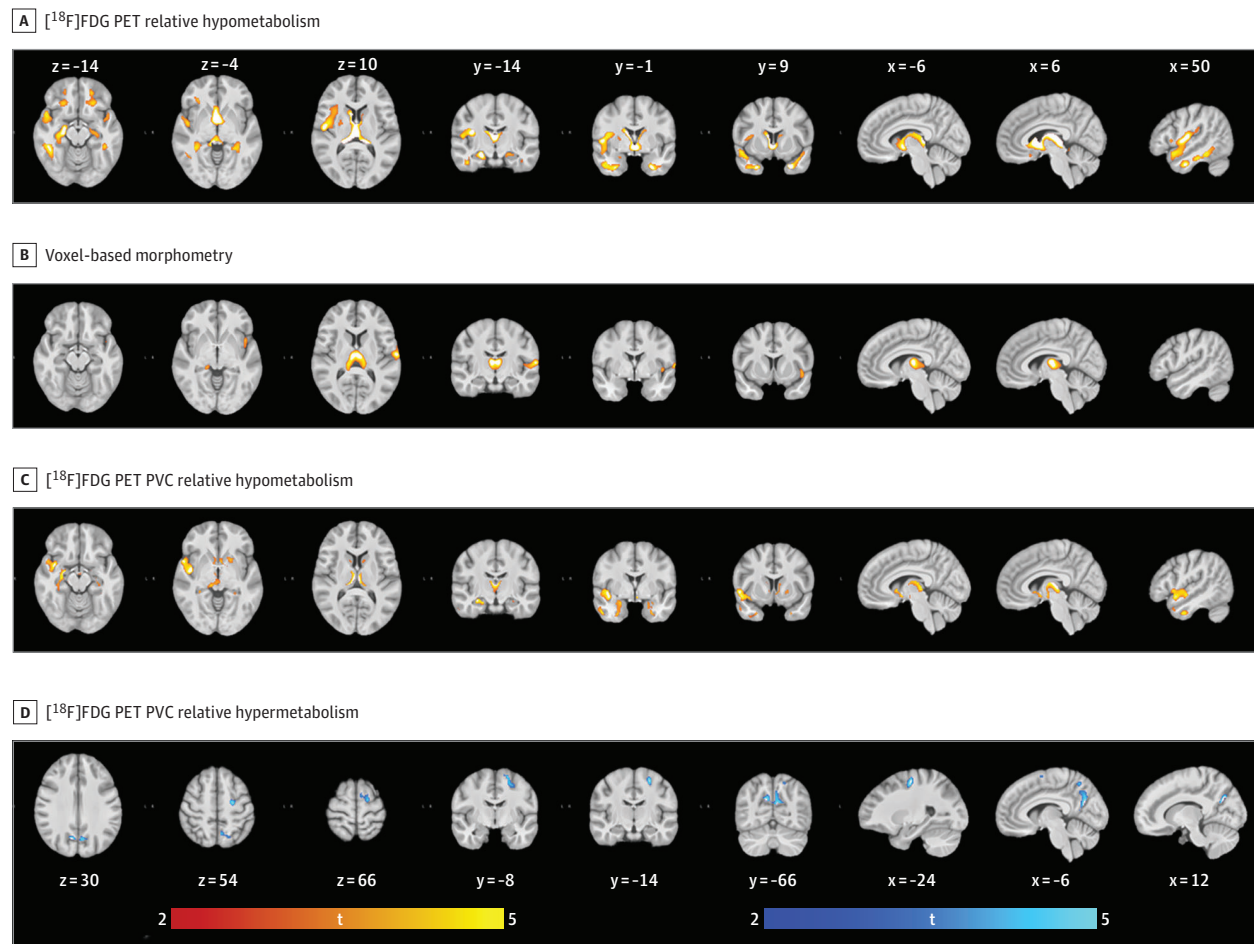 A [18F]FDG PET relative hypometabolism
z=-14 z=-4 z=10 y=-14 y=-1 y=9 x=-6 x=6 x=50
B Voxel-based morphometry
C [18F]FDG PET PVC relative hypometabolism
D [18F]FDG PET PVC relative hypermetabolism
z=30 z=54 z=66 y=-8 y=-14 y=-66 x=-24 x=-6 x=12
2 t 5 2 t 5